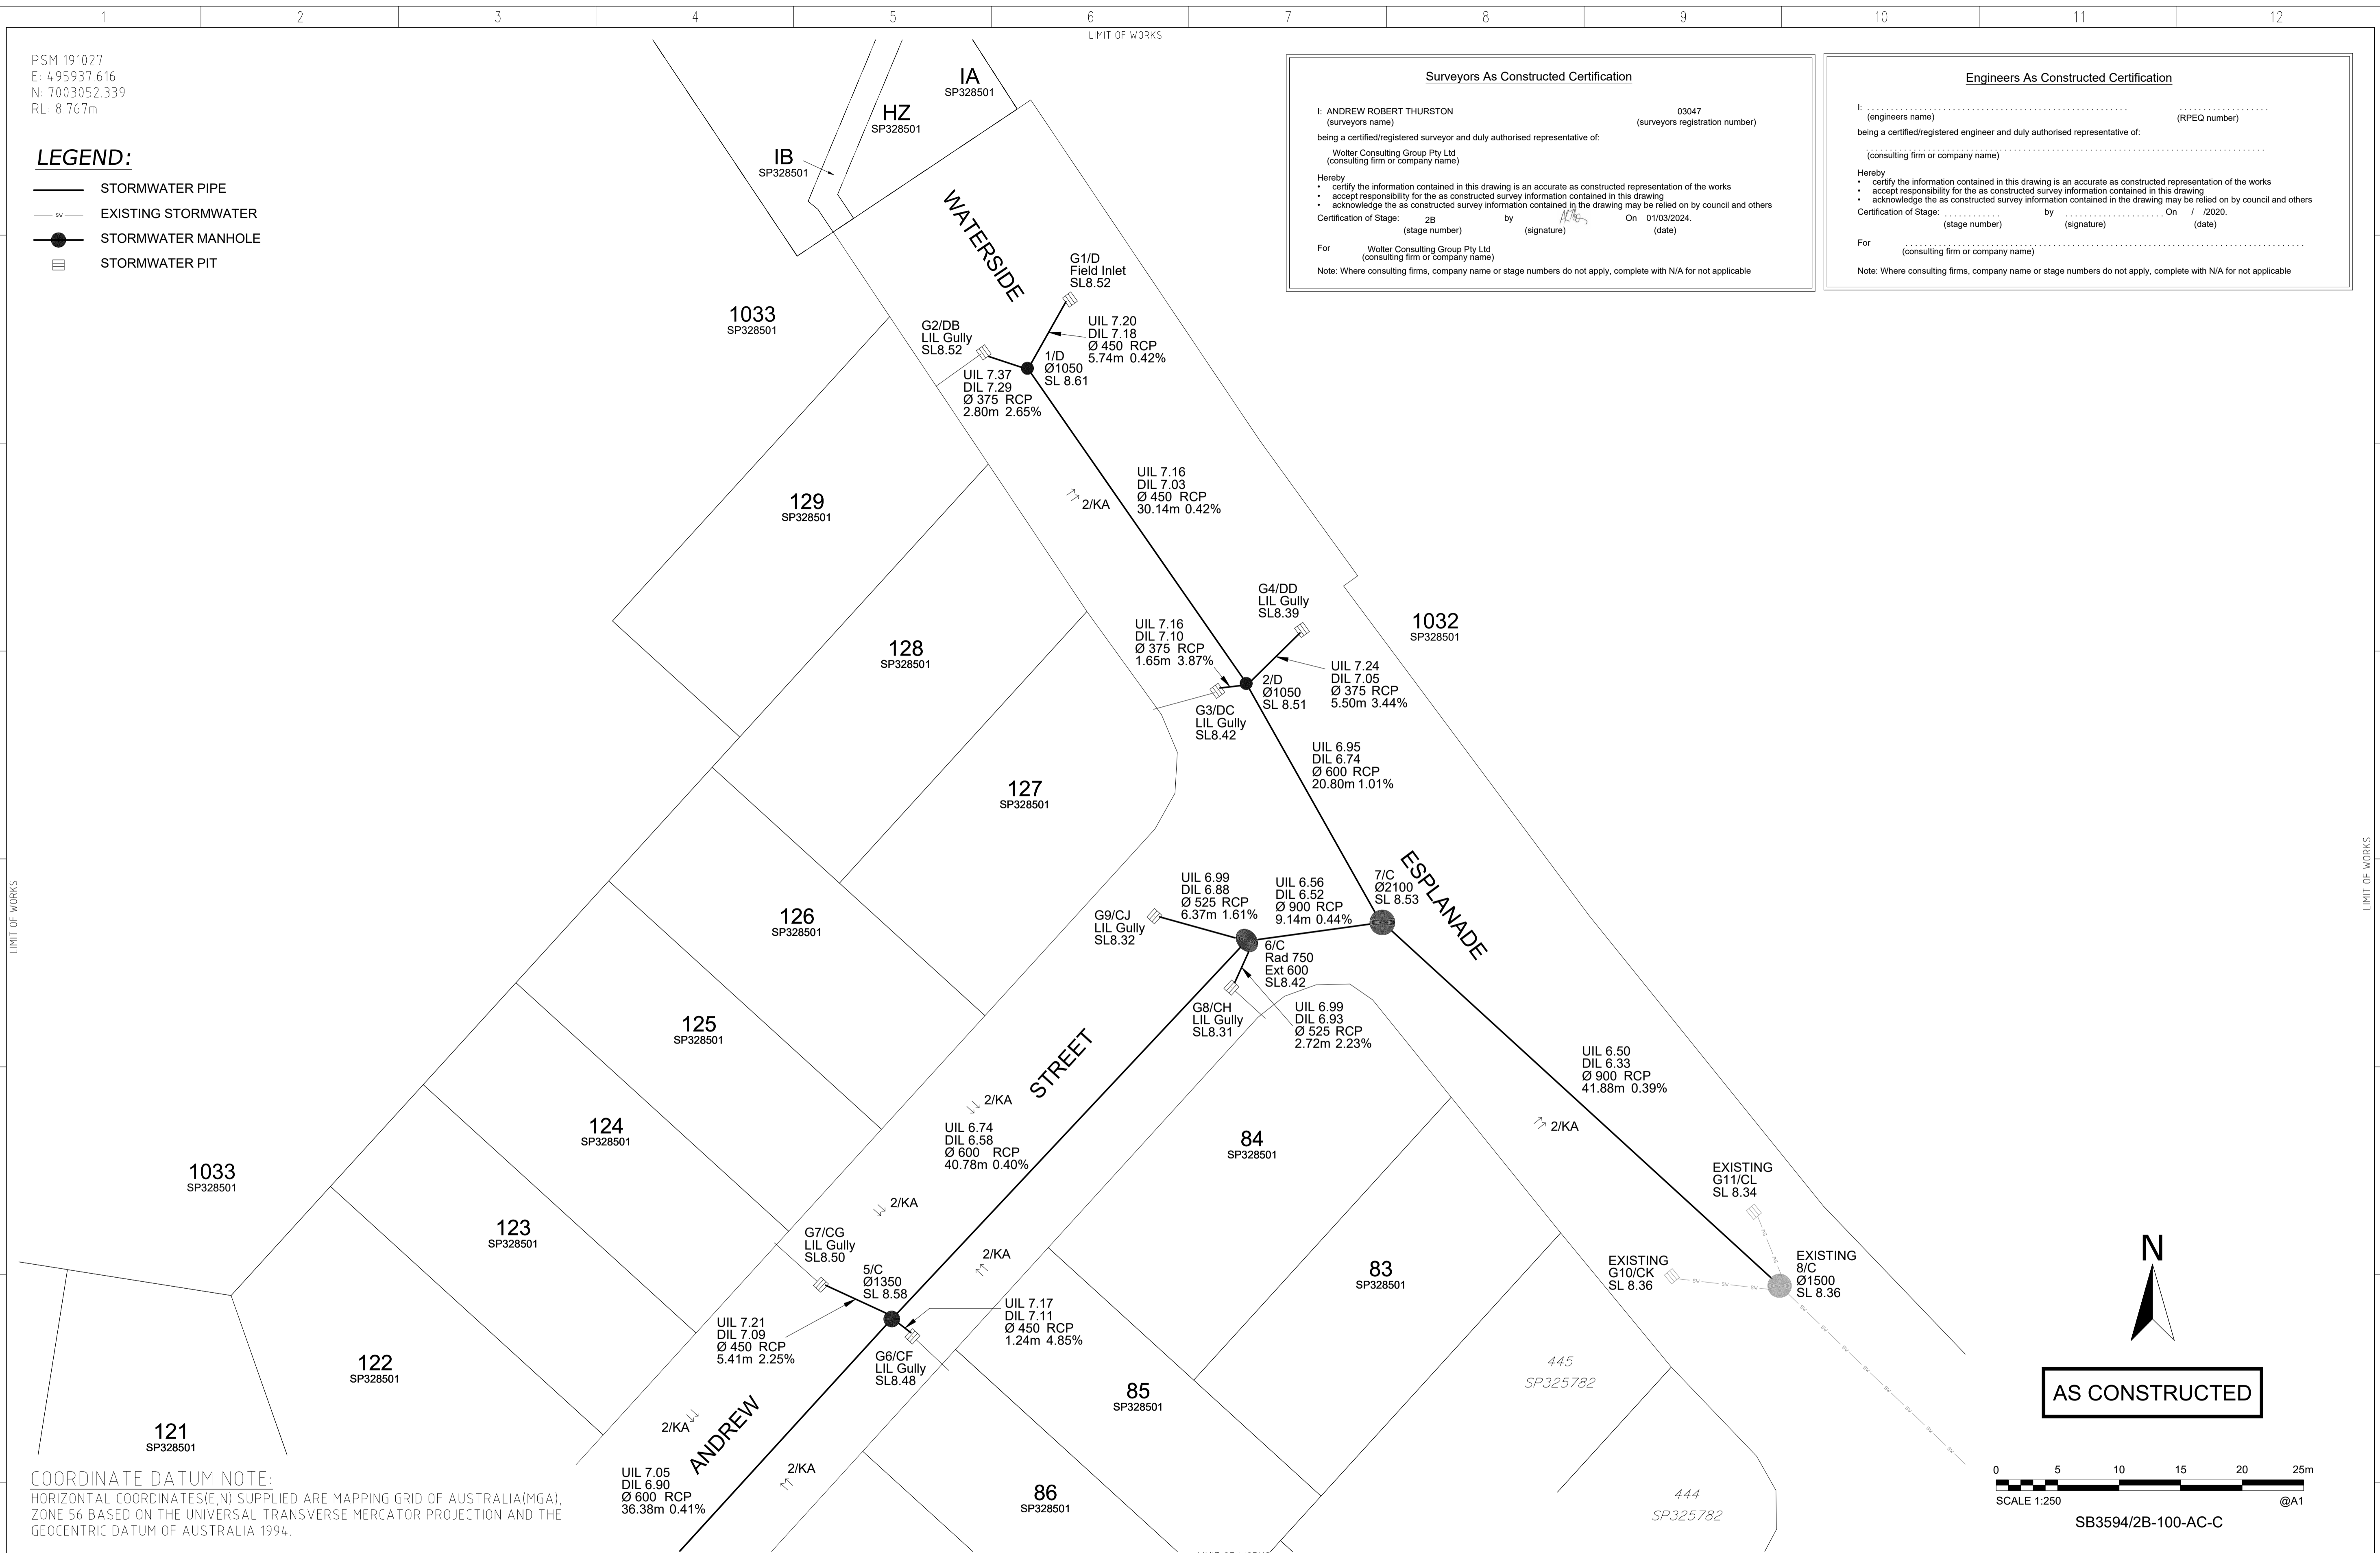 1 2 3 4 5 6 7 8 9 10 11 12
LIMIT OF WORKS
PSM 191027
E: 495937.616
N: 7003052.339
RL: 8.767m
LEGEND:
STORMWATER PIPE
SW EXISTING STORMWATER
STORMWATER MANHOLE
STORMWATER PIT
Surveyors As Constructed Certification
I: ANDREW ROBERT THURSTON 03047
(surveyors name) (surveyors registration number)
being a certified/registered surveyor and duly authorised representative of:
Wolter Consulting Group Pty Ltd
(consulting firm or company name)
Hereby
• certify the information contained in this drawing is an accurate as constructed representation of the works
• accept responsibility for the as constructed survey information contained in this drawing
• acknowledge the as constructed survey information contained in the drawing may be relied on by council and others
Certification of Stage: 2B by On 01/03/2024.
(stage number) (signature) (date)
For Wolter Consulting Group Pty Ltd
(consulting firm or company name)
Note: Where consulting firms, company name or stage numbers do not apply, complete with N/A for not applicable
Engineers As Constructed Certification
I:
(engineers name) (RPEQ number)
being a certified/registered engineer and duly authorised representative of:
(consulting firm or company name)
Hereby
• certify the information contained in this drawing is an accurate as constructed representation of the works
• accept responsibility for the as constructed survey information contained in this drawing
• acknowledge the as constructed survey information contained in the drawing may be relied on by council and others
Certification of Stage: by On / /2020.
(stage number) (signature) (date)
For
(consulting firm or company name)
Note: Where consulting firms, company name or stage numbers do not apply, complete with N/A for not applicable
IA
SP328501
HZ
SP328501
IB
SP328501
WATERSIDE
G1/D
Field Inlet
SL8.52
1033
SP328501
G2/DB
LIL Gully
SL8.52
UIL 7.20
DIL 7.18
Ø 450 RCP
5.74m 0.42%
1/D
Ø1050
SL 8.61
UIL 7.37
DIL 7.29
Ø 375 RCP
2.80m 2.65%
UIL 7.16
DIL 7.03
Ø 450 RCP
30.14m 0.42%
2/KA
129
SP328501
G4/DD
LIL Gully
SL8.39
1032
SP328501
UIL 7.16
DIL 7.10
Ø 375 RCP
1.65m 3.87%
128
SP328501
UIL 7.24
DIL 7.05
Ø 375 RCP
5.50m 3.44%
2/D
Ø1050
SL 8.51
G3/DC
LIL Gully
SL8.42
UIL 6.95
DIL 6.74
Ø 600 RCP
20.80m 1.01%
127
SP328501
ESPLANADE
7/C
Ø2100
SL 8.53
UIL 6.99
DIL 6.88
Ø 525 RCP
6.37m 1.61%
UIL 6.56
DIL 6.52
Ø 900 RCP
9.14m 0.44%
LIMIT OF WORKS
LIMIT OF WORKS
126
SP328501
G9/CJ
LIL Gully
SL8.32
6/C
Rad 750
Ext 600
SL8.42
G8/CH
LIL Gully
SL8.31
UIL 6.99
DIL 6.93
Ø 525 RCP
2.72m 2.23%
125
SP328501
STREET
UIL 6.50
DIL 6.33
Ø 900 RCP
41.88m 0.39%
2/KA
2/KA
UIL 6.74
DIL 6.58
Ø 600 RCP
40.78m 0.40%
124
SP328501
84
SP328501
1033
SP328501
EXISTING
G11/CL
SL 8.34
2/KA
123
SP328501
G7/CG
LIL Gully
SL8.50
2/KA
83
SP328501
EXISTING
G10/CK
SL 8.36
SW SW SW
SW SW
EXISTING
8/C
Ø1500
SL 8.36
SW SW SW SW SW SW SW SW
N
5/C
Ø1350
SL 8.58
UIL 7.17
DIL 7.11
Ø 450 RCP
1.24m 4.85%
UIL 7.21
DIL 7.09
Ø 450 RCP
5.41m 2.25%
G6/CF
LIL Gully
SL8.48
122
SP328501
445
SP325782
85
SP328501
AS CONSTRUCTED
121
SP328501
2/KA
ANDREW
2/KA
UIL 7.05
DIL 6.90
Ø 600 RCP
36.38m 0.41%
86
SP328501
444
SP325782
COORDINATE DATUM NOTE:
HORIZONTAL COORDINATES(E,N) SUPPLIED ARE MAPPING GRID OF AUSTRALIA(MGA),
ZONE 56 BASED ON THE UNIVERSAL TRANSVERSE MERCATOR PROJECTION AND THE
GEOCENTRIC DATUM OF AUSTRALIA 1994.
0 5 10 15 20 25m
SCALE 1:250 @A1
SB3594/2B-100-AC-C